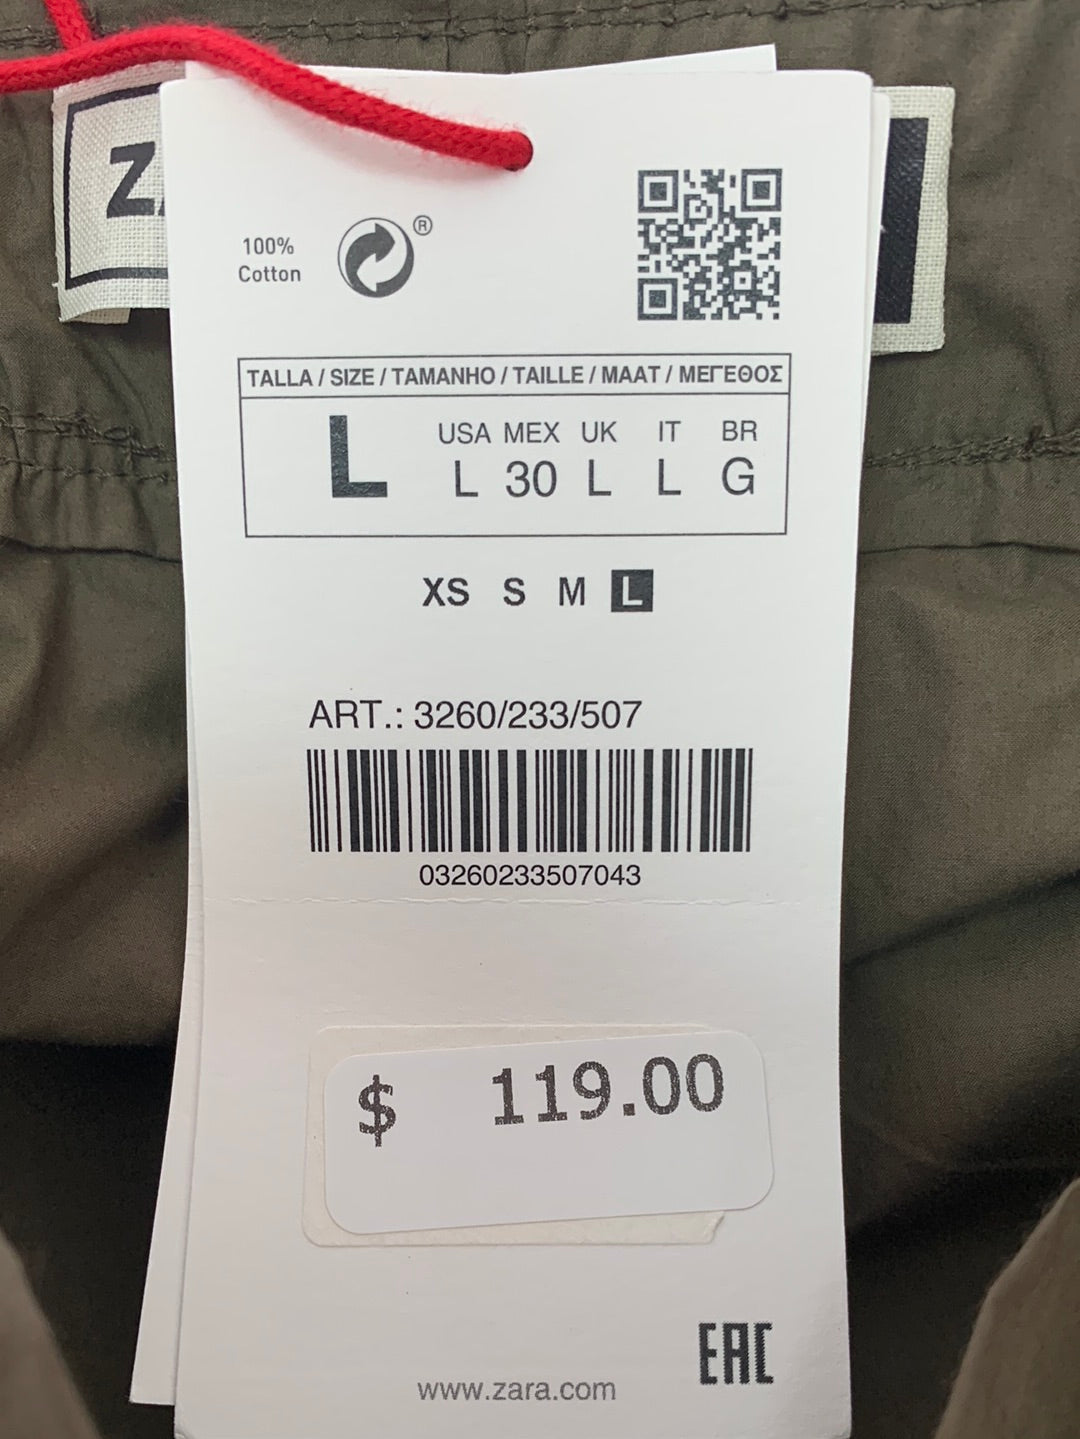 ZA
100%
Cotton
®
TALLA / SIZE / TAMANHO / TAILLE / MAAT / ΜΕΓΕΘΟΣ
L
USA MEX UK IT BR
L 30 L L G
XS S M L
ART.: 3260/233/507
03260233507043
$ 119.00
EAC
www.zara.com